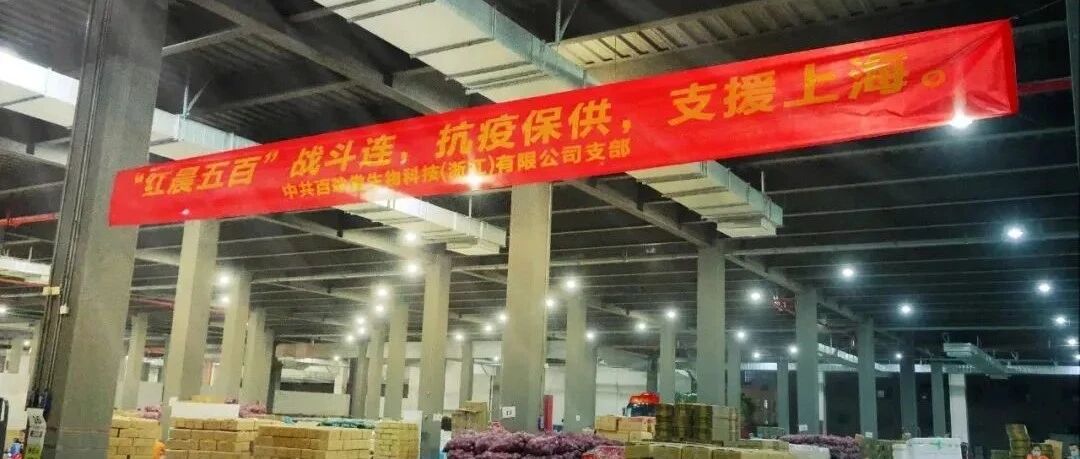 “红晨五百”战斗连，抗疫保供，支援上海。
中共百 生物科技(浙江)有限公司支部